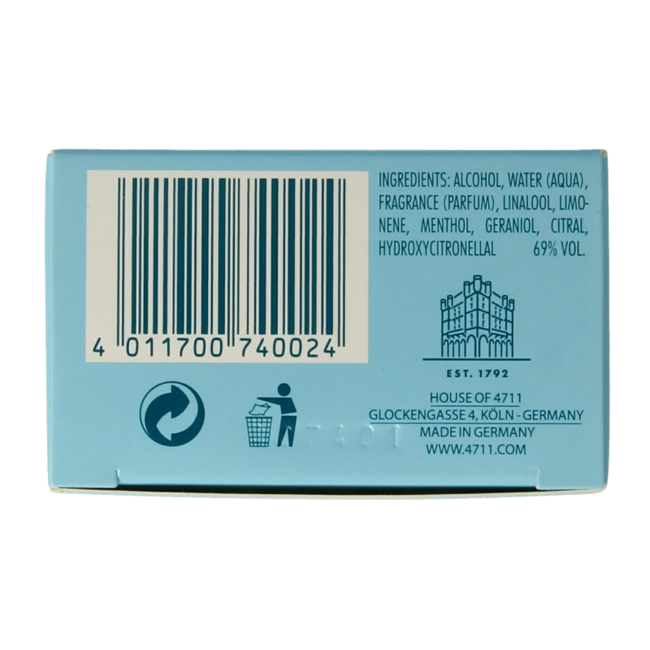 INGREDIENTS: ALCOHOL, WATER (AQUA),
FRAGRANCE (PARFUM), LINALOOL, LIMO-
NENE, MENTHOL, GERANIOL, CITRAL,
HYDROXYCITRONELLAL 69% VOL.
4 011700 740024
EST. 1792
HOUSE OF 4711
GLOCKENGASSE 4, KÖLN - GERMANY
MADE IN GERMANY
WWW.4711.COM